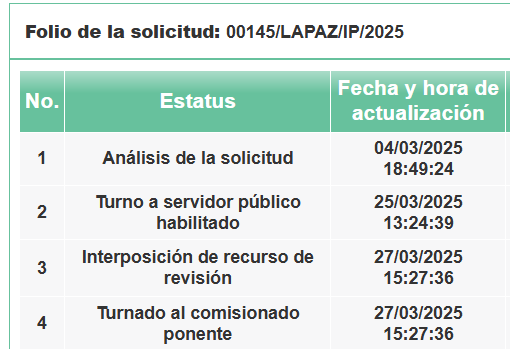 Folio de la solicitud: 00145/LAPAZ/IP/2025
No. Estatus Fecha y hora de
actualización
1 Análisis de la solicitud 04/03/2025
18:49:24
2 Turno a servidor público
habilitado 25/03/2025
13:24:39
3 Interposición de recurso de
revisión 27/03/2025
15:27:36
4 Turnado al comisionado
ponente 27/03/2025
15:27:36